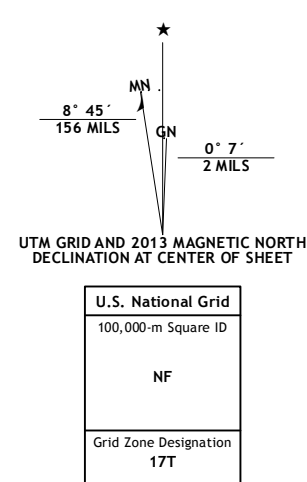 MN
GN
8° 45´
156 MILS
0° 7´
2 MILS
UTM GRID AND 2013 MAGNETIC NORTH
DECLINATION AT CENTER OF SHEET
U.S. National Grid
100,000-m Square ID
NF
Grid Zone Designation
17T